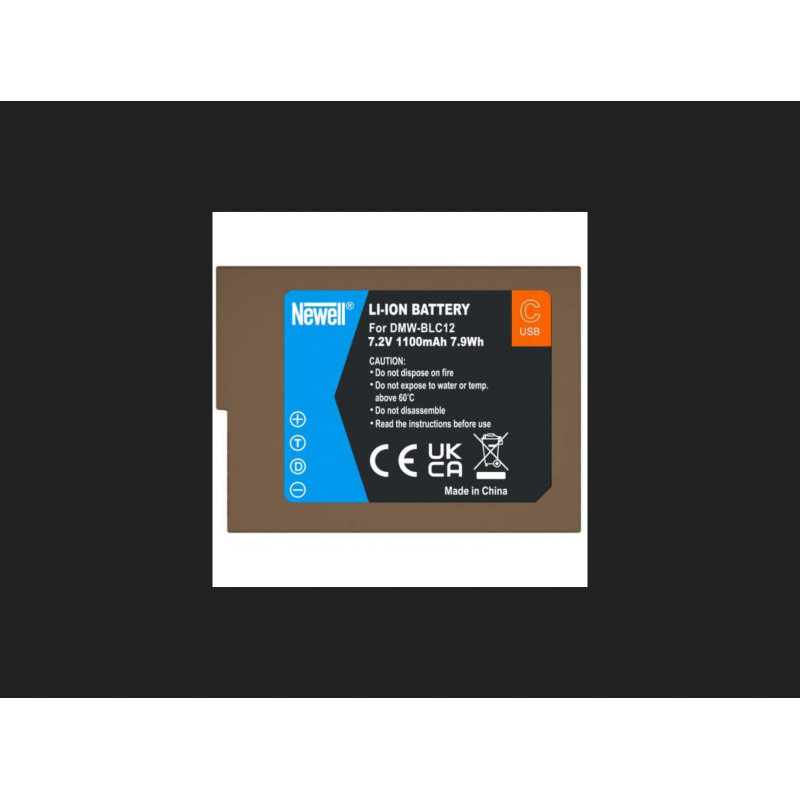 Newell®
LI-ION BATTERY
For DMW-BLC12
7.2V 1100mAh 7.9Wh
C
USB
CAUTION:
• Do not dispose on fire
• Do not expose to water or temp.
above 60°C
• Do not disassemble
• Read the instructions before use
+
T
D
−
CE
UK
CA
Made in China